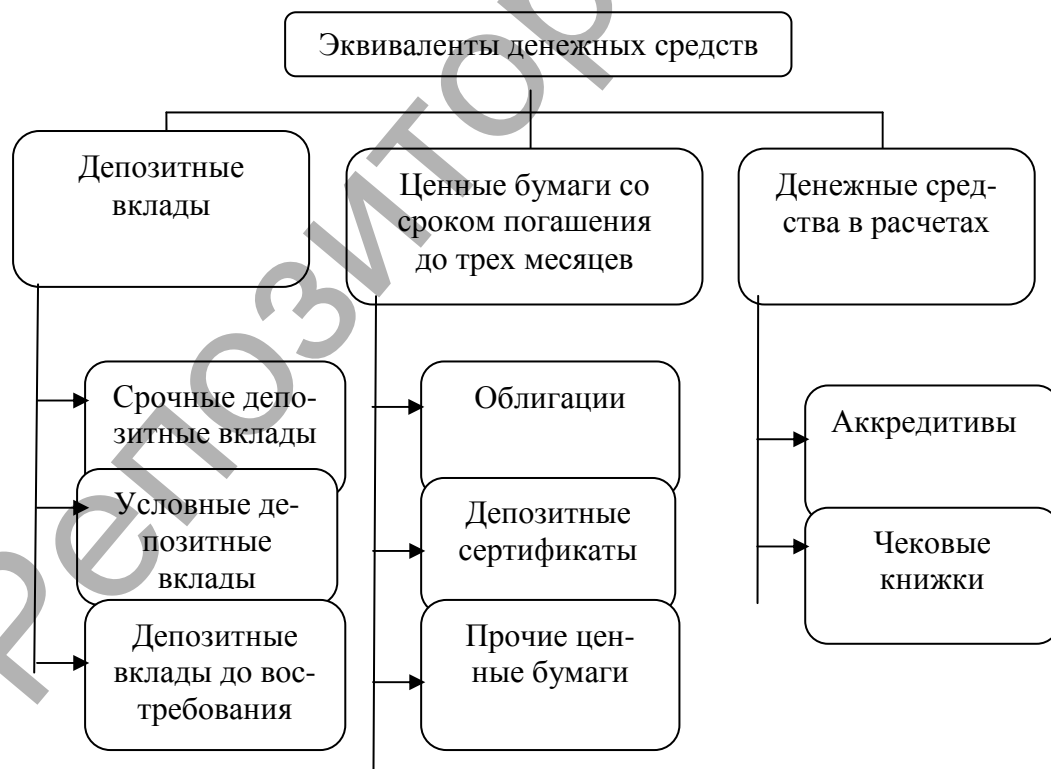 Эквиваленты денежных средств
Депозитные
вклады
Ценные бумаги со
сроком погашения
до трех месяцев
Денежные сред-
ства в расчетах
Срочные депо-
зитные вклады
Условные де-
позитные
вклады
Депозитные
вклады до вос-
требования
Облигации
Депозитные
сертификаты
Прочие цен-
ные бумаги
Аккредитивы
Чековые
книжки
Репозитор